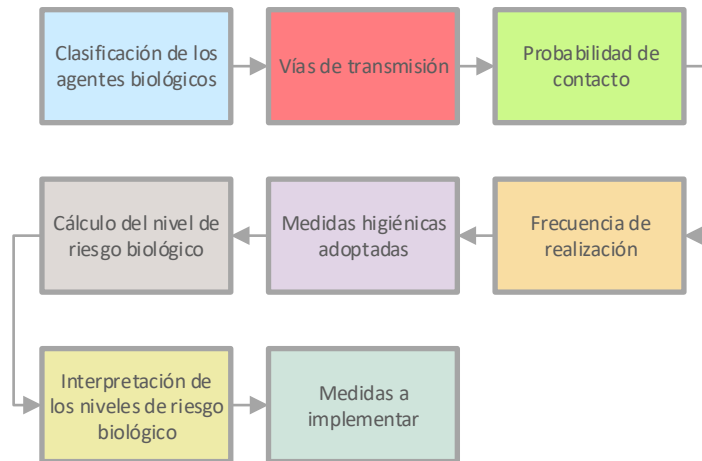 Clasificación de los
agentes biológicos
Vías de transmisión
Probabilidad de
contacto
Frecuencia de
realización
Medidas higiénicas
adoptadas
Cálculo del nivel de
riesgo biológico
Interpretación de
los niveles de riesgo
biológico
Medidas a
implementar